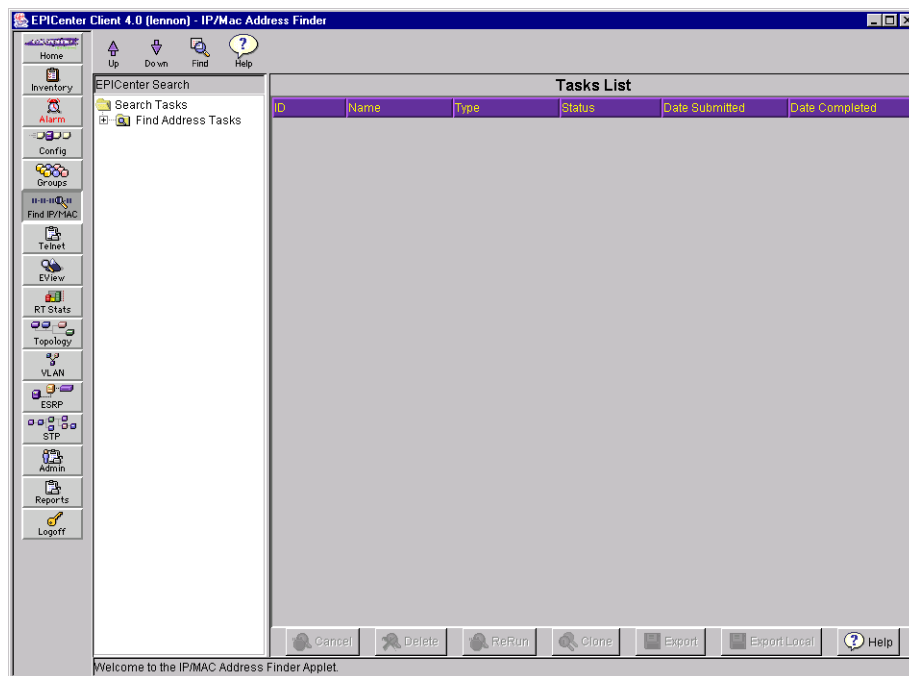 EPICenter Client 4.0 (lennon) - IP/Mac Address Finder
Home
Inventory
Alarm
Config
Groups
Find IP/MAC
Telnet
EView
RT Stats
Topology
VLAN
ESRP
STP
Admin
Reports
Logoff
Up Down Find Help
EPICenter Search
Search Tasks
Find Address Tasks
Tasks List
ID Name Type Status Date Submitted Date Completed
Cancel Delete ReRun Clone Export Export Local Help
Welcome to the IP/MAC Address Finder Applet.